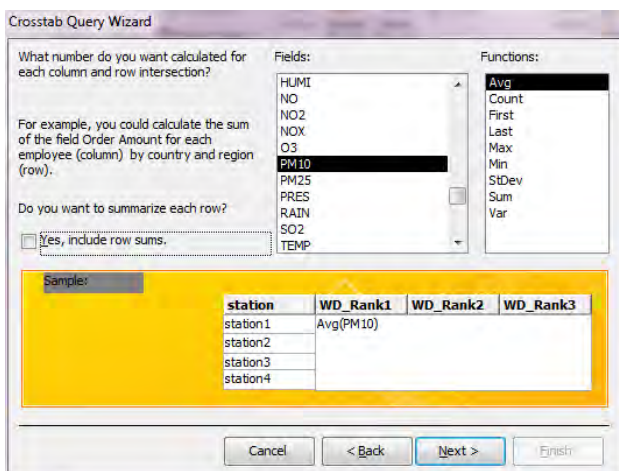 Crosstab Query Wizard
What number do you want calculated for
each column and row intersection?
For example, you could calculate the sum
of the field Order Amount for each
employee (column) by country and region
(row).
Do you want to summarize each row?
Yes, include row sums.
Fields:
HUMI
NO
NO2
NOX
O3
PM10
PM25
PRES
RAIN
SO2
TEMP
Functions:
Avg
Count
First
Last
Max
Min
StDev
Sum
Var
Sample:
station WD_Rank1 WD_Rank2 WD_Rank3
station1 Avg(PM10)
station2
station3
station4
Cancel < Back Next > Finish